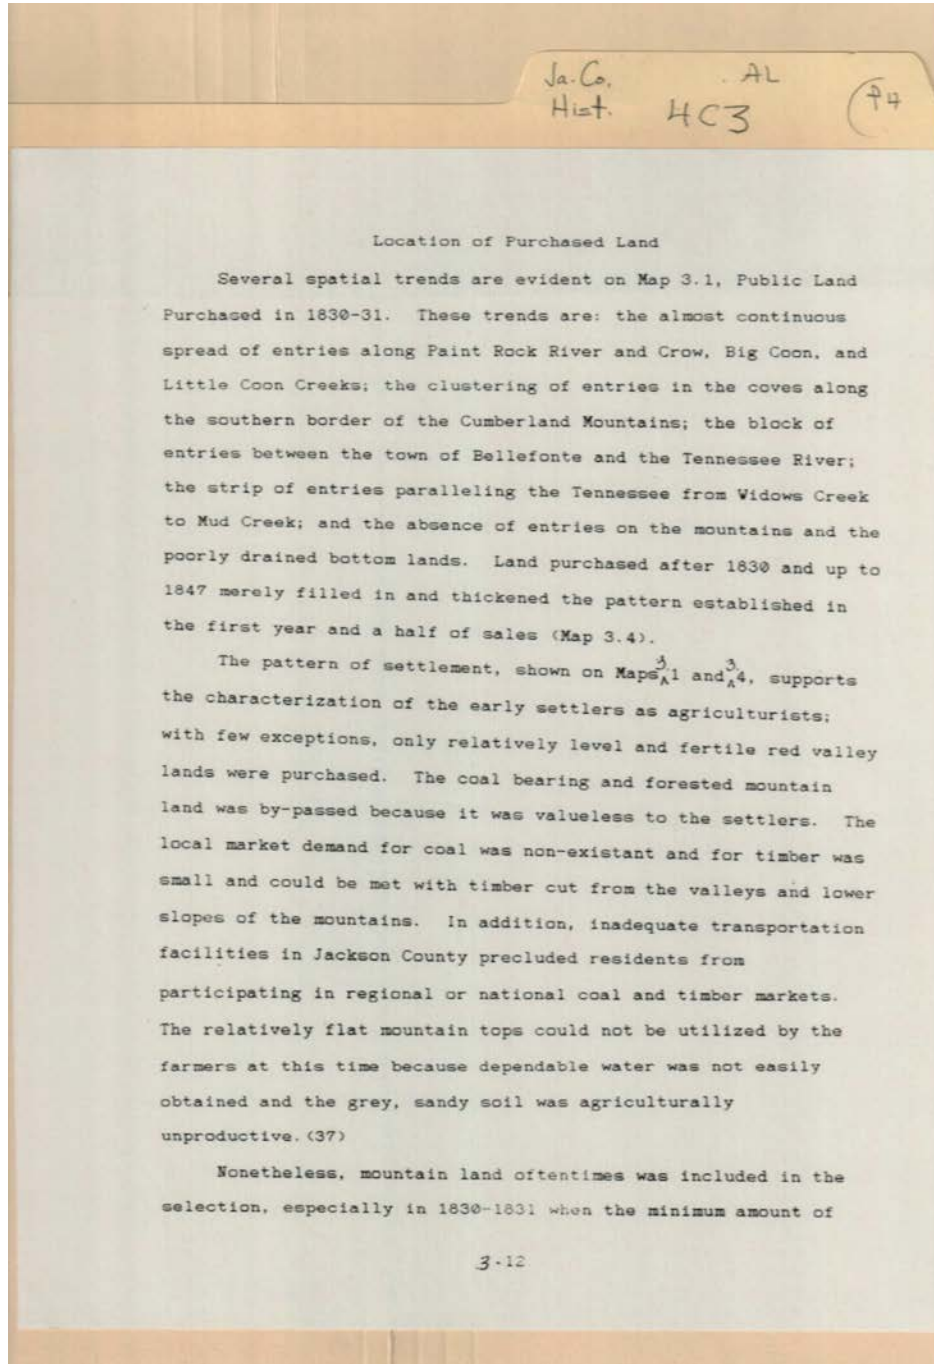 Ja. Co. AL
Hist. 4C3 P4
Location of Purchased Land
Several spatial trends are evident on Map 3.1, Public Land
Purchased in 1830-31. These trends are: the almost continuous
spread of entries along Paint Rock River and Crow, Big Coon, and
Little Coon Creeks; the clustering of entries in the coves along
the southern border of the Cumberland Mountains; the block of
entries between the town of Bellefonte and the Tennessee River;
the strip of entries paralleling the Tennessee from Widows Creek
to Mud Creek; and the absence of entries on the mountains and the
poorly drained bottom lands. Land purchased after 1830 and up to
1847 merely filled in and thickened the pattern established in
the first year and a half of sales (Map 3.4).
The pattern of settlement, shown on Maps 3.1 and 3.4, supports
the characterization of the early settlers as agriculturists;
with few exceptions, only relatively level and fertile red valley
lands were purchased. The coal bearing and forested mountain
land was by-passed because it was valueless to the settlers. The
local market demand for coal was non-existant and for timber was
small and could be met with timber cut from the valleys and lower
slopes of the mountains. In addition, inadequate transportation
facilities in Jackson County precluded residents from
participating in regional or national coal and timber markets.
The relatively flat mountain tops could not be utilized by the
farmers at this time because dependable water was not easily
obtained and the grey, sandy soil was agriculturally
unproductive.(37)
Nonetheless, mountain land oftentimes was included in the
selection, especially in 1830-1831 when the minimum amount of
3-12